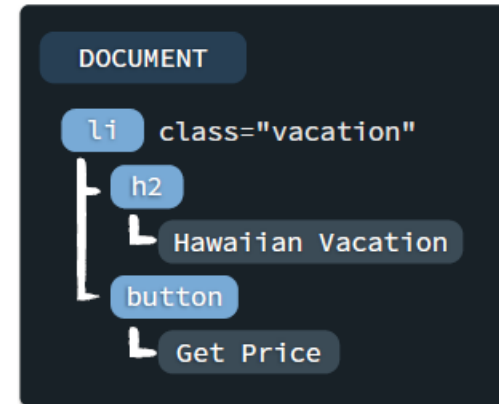 DOCUMENT
li class="vacation"
h2
Hawaiian Vacation
button
Get Price